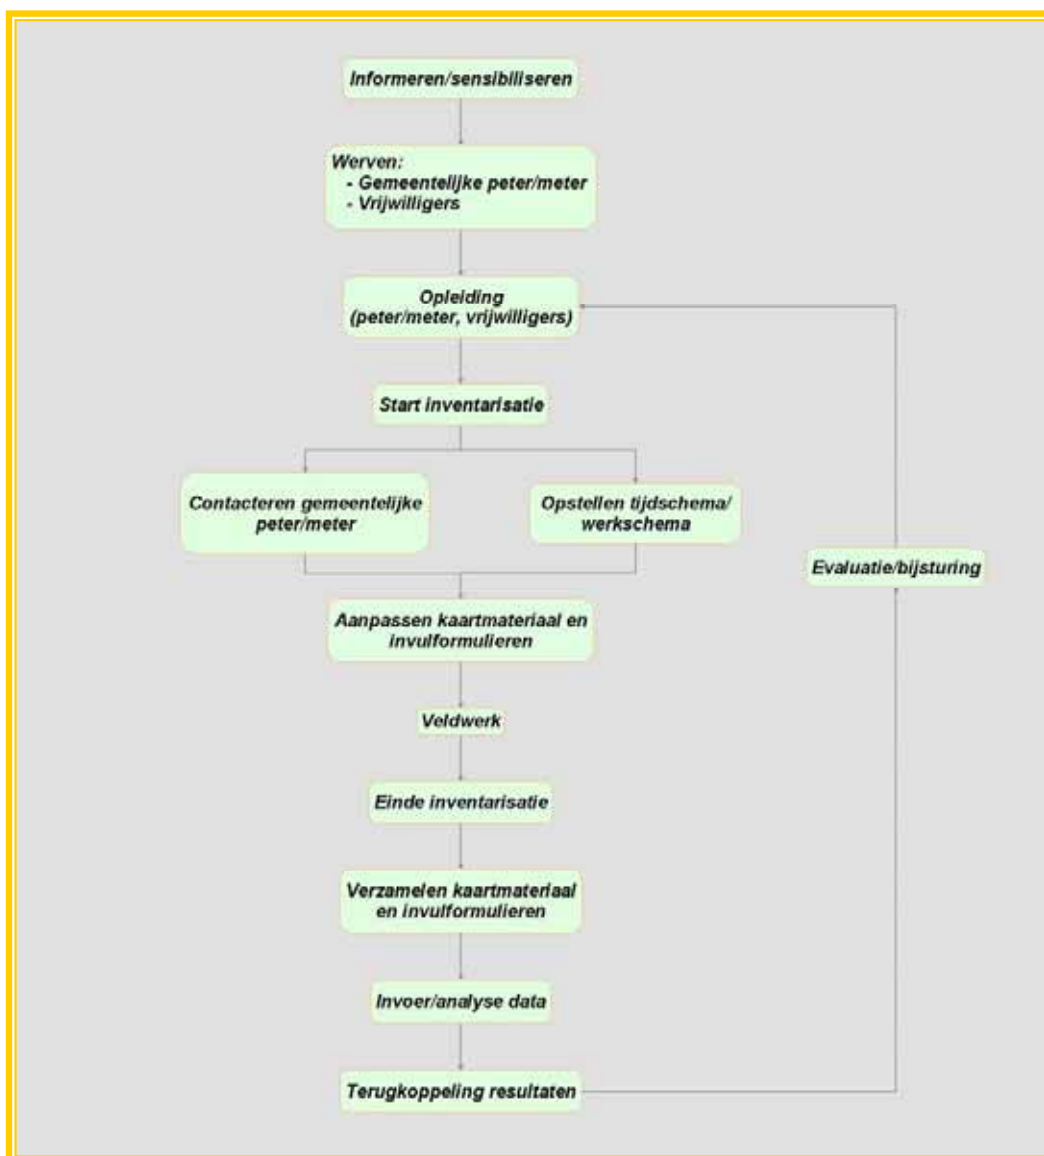 Informeren/sensibiliseren
Werven:
- Gemeentelijke peter/meter
- Vrijwilligers
Opleiding
(peter/meter, vrijwilligers)
Start inventarisatie
Contacteren gemeentelijke
peter/meter
Opstellen tijdschema/
werkschema
Evaluatie/bijsturing
Aanpassen kaartmateriaal en
invulformulieren
Veldwerk
Einde inventarisatie
Verzamelen kaartmateriaal
en invulformulieren
Invoer/analyse data
Terugkoppeling resultaten